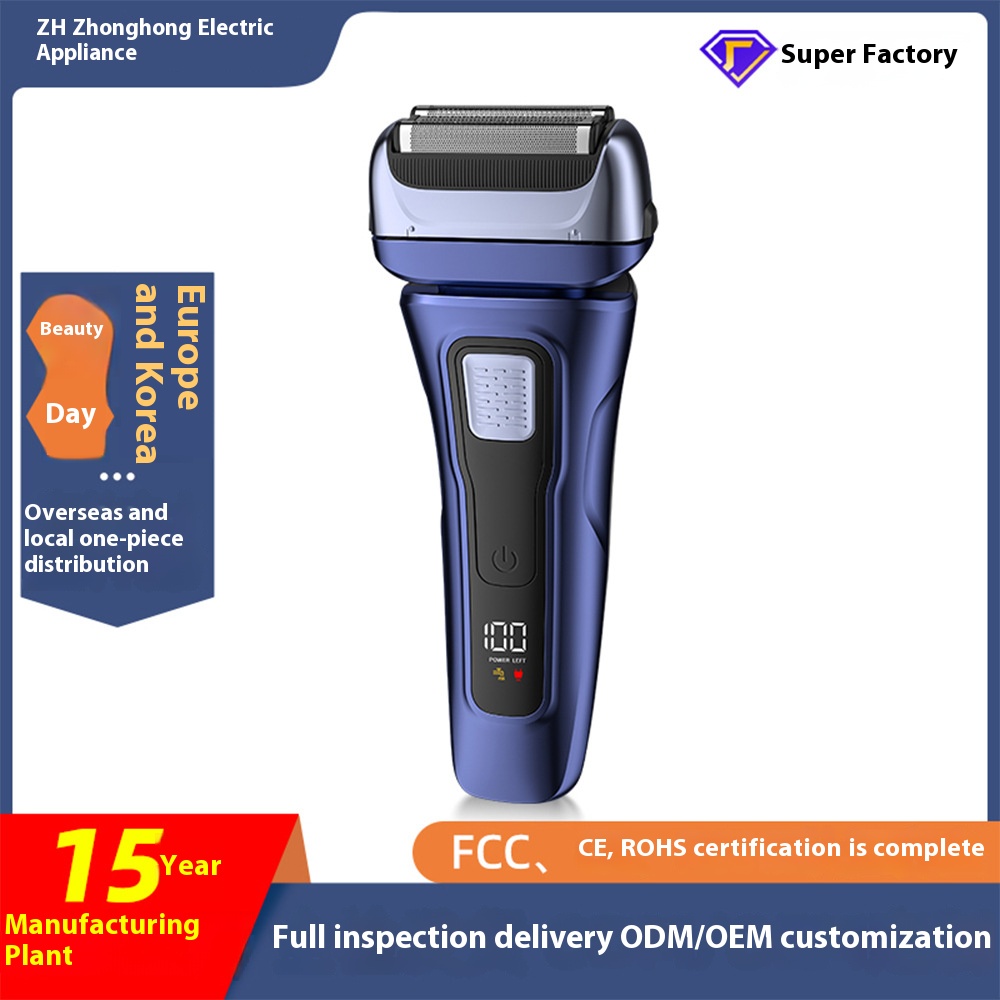 ZH Zhonghong Electric
Appliance
Super Factory
Europe
and Korea
Beauty
Day
Overseas and
local one-piece
distribution
100
POWER LEFT
15 Year
Manufacturing
Plant
FCC、 CE, ROHS certification is complete
Full inspection delivery ODM/OEM customization